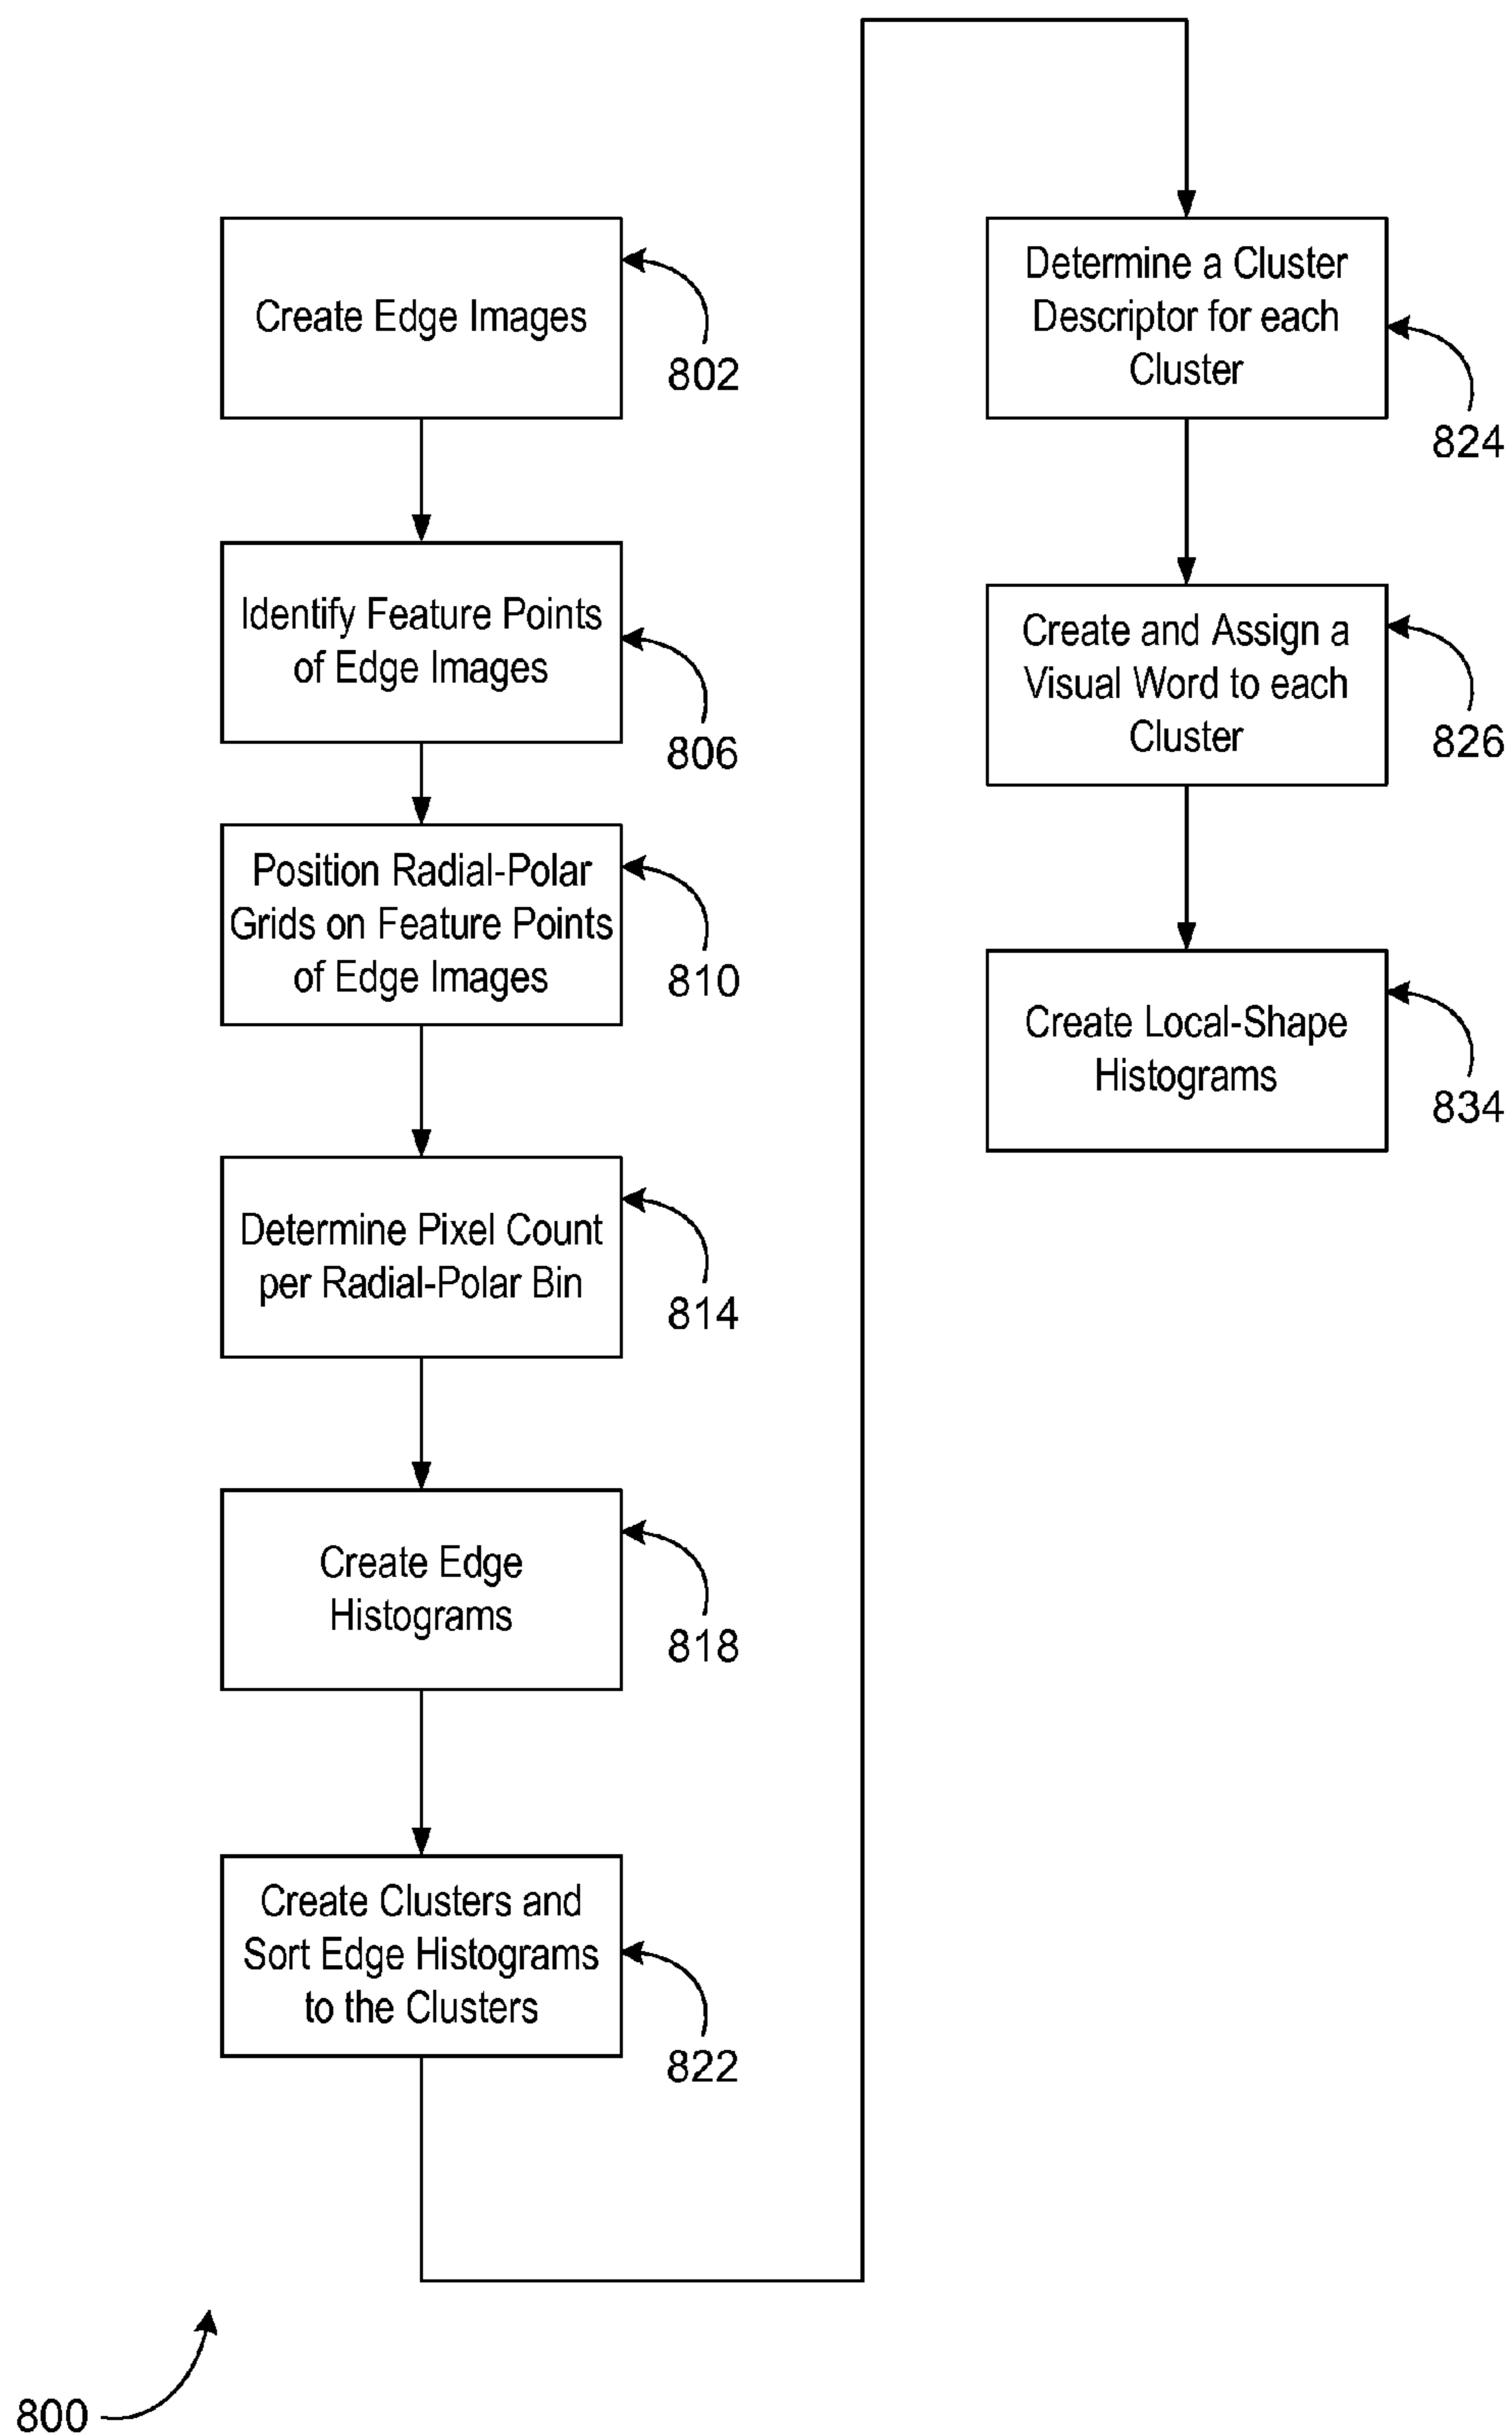 Create Edge Images
802
Identify Feature Points
of Edge Images
806
Position Radial-Polar
Grids on Feature Points
of Edge Images
810
Determine Pixel Count
per Radial-Polar Bin
814
Create Edge
Histograms
818
Create Clusters and
Sort Edge Histograms
to the Clusters
822
Determine a Cluster
Descriptor for each
Cluster
824
Create and Assign a
Visual Word to each
Cluster
826
Create Local-Shape
Histograms
834
800